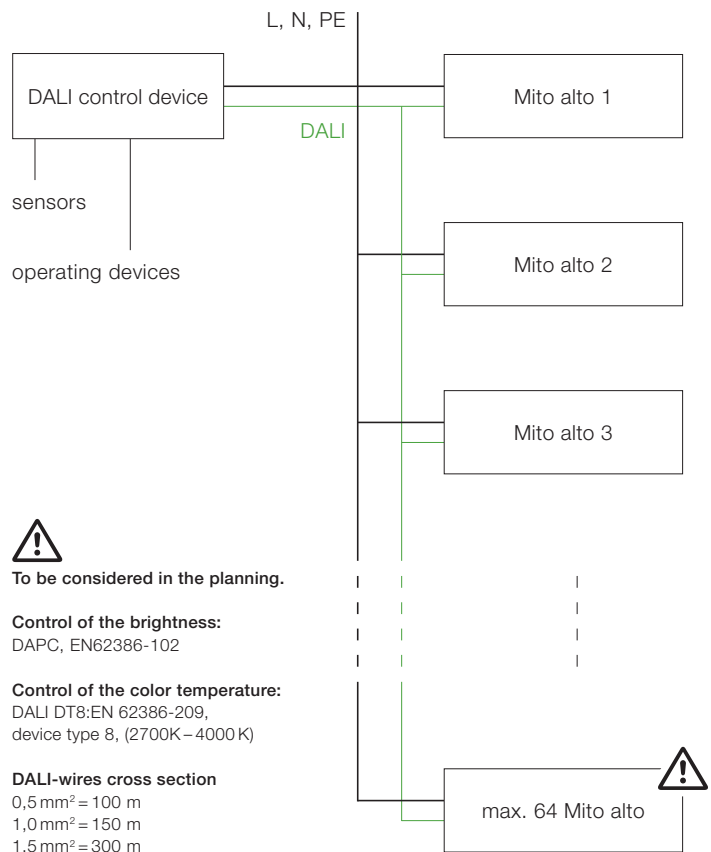 L, N, PE
DALI control device
Mito alto 1
DALI
sensors
Mito alto 2
operating devices
Mito alto 3
To be considered in the planning.
Control of the brightness:
DAPC, EN62386-102
Control of the color temperature:
DALI DT8:EN 62386-209,
device type 8, (2700K – 4000 K)
DALI-wires cross section
0,5 mm² = 100 m
1,0 mm² = 150 m
1,5 mm² = 300 m
max. 64 Mito alto